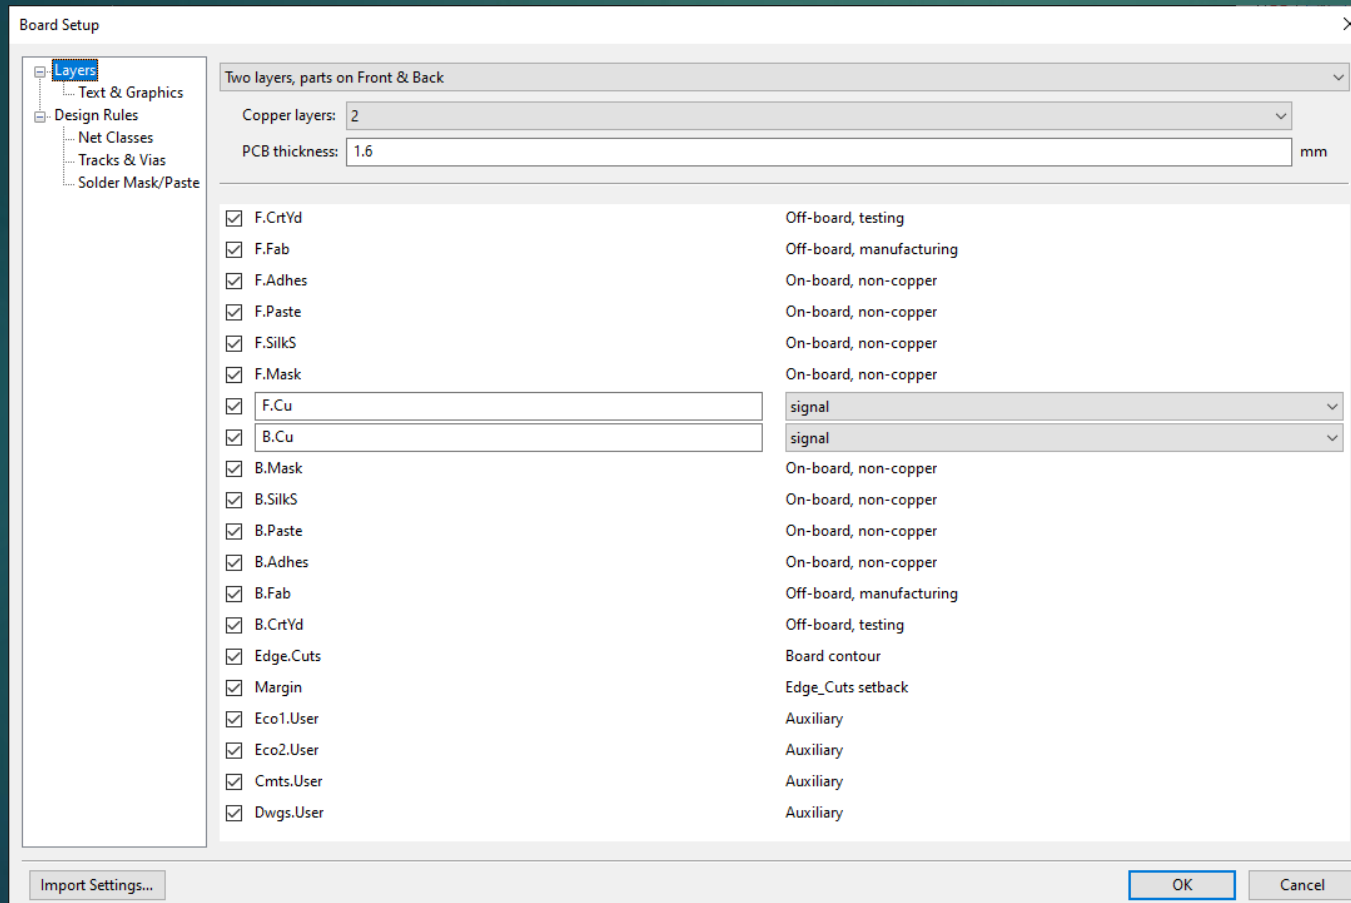 Board Setup
Layers
Text & Graphics
Design Rules
Net Classes
Tracks & Vias
Solder Mask/Paste
Two layers, parts on Front & Back
Copper layers: 2
PCB thickness: 1.6 mm
F.CrtYd Off-board, testing
F.Fab Off-board, manufacturing
F.Adhes On-board, non-copper
F.Paste On-board, non-copper
F.SilkS On-board, non-copper
F.Mask On-board, non-copper
F.Cu signal
B.Cu signal
B.Mask On-board, non-copper
B.SilkS On-board, non-copper
B.Paste On-board, non-copper
B.Adhes On-board, non-copper
B.Fab Off-board, manufacturing
B.CrtYd Off-board, testing
Edge.Cuts Board contour
Margin Edge_Cuts setback
Eco1.User Auxiliary
Eco2.User Auxiliary
Cmts.User Auxiliary
Dwgs.User Auxiliary
Import Settings... OK Cancel